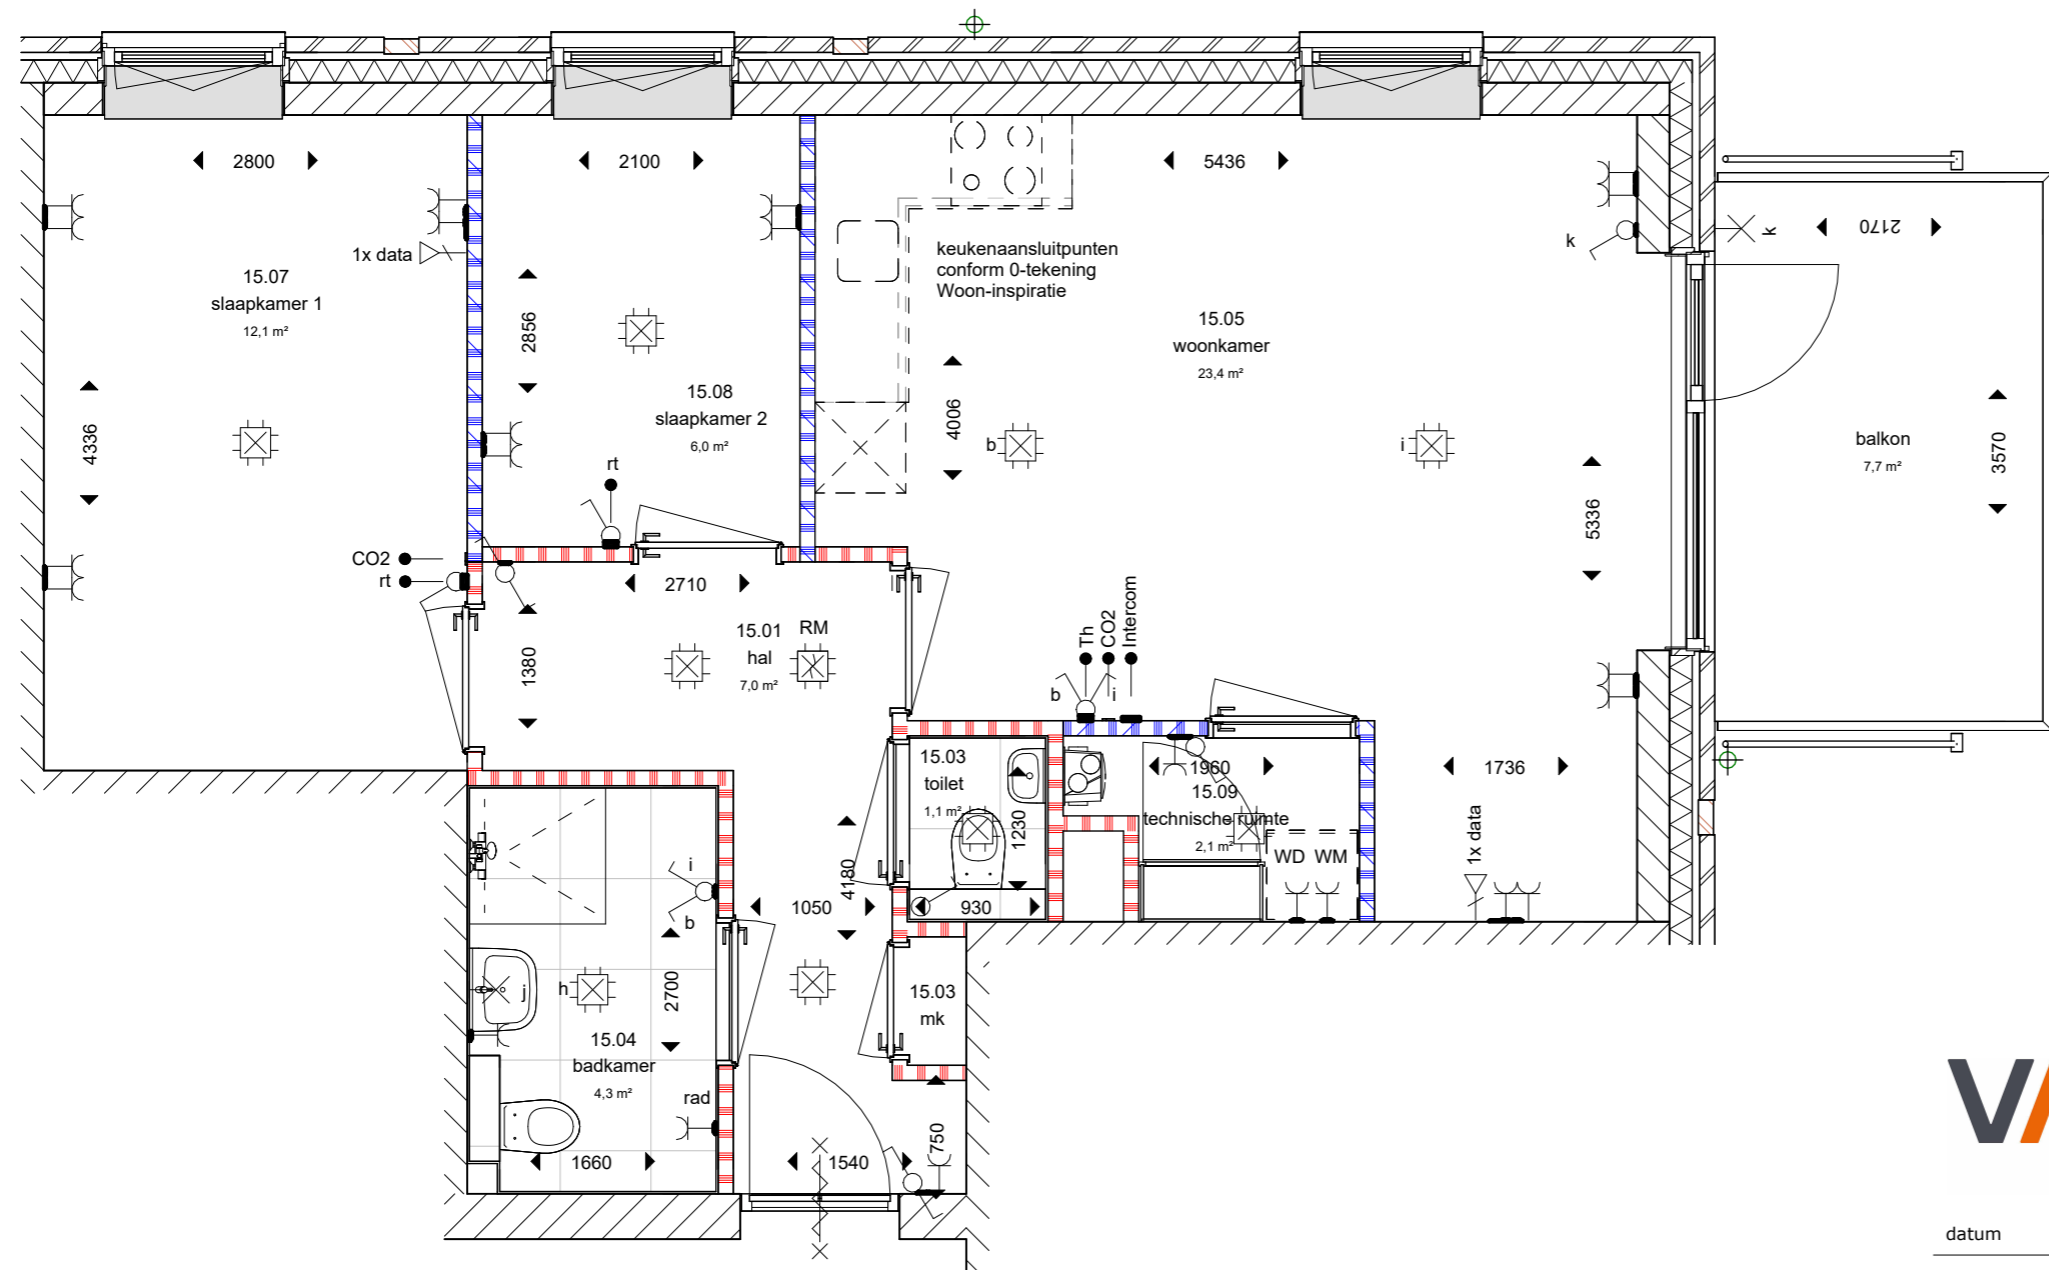 2800
2100
5436
2170
k
k
1x data
15.07
slaapkamer 1
12,1 m²
keukenaansluitpunten
conform 0-tekening
Woon-inspiratie
2856
15.05
woonkamer
23,4 m²
15.08
slaapkamer 2
6,0 m²
4336
4006
b
i
balkon
7,7 m²
3570
rt
5336
CO2
rt
2710
15.01
hal
7,0 m²
RM
1380
Th
CO2
Intercom
b
i
15.03
toilet
1,1 m²
1230
1960
15.09
technische ruimte
2,1 m²
WD
WM
1736
1x data
4180
i
b
1050
930
2700
h
j
15.04
badkamer
4,3 m²
15.03
mk
rad
1660
1540
750
datum